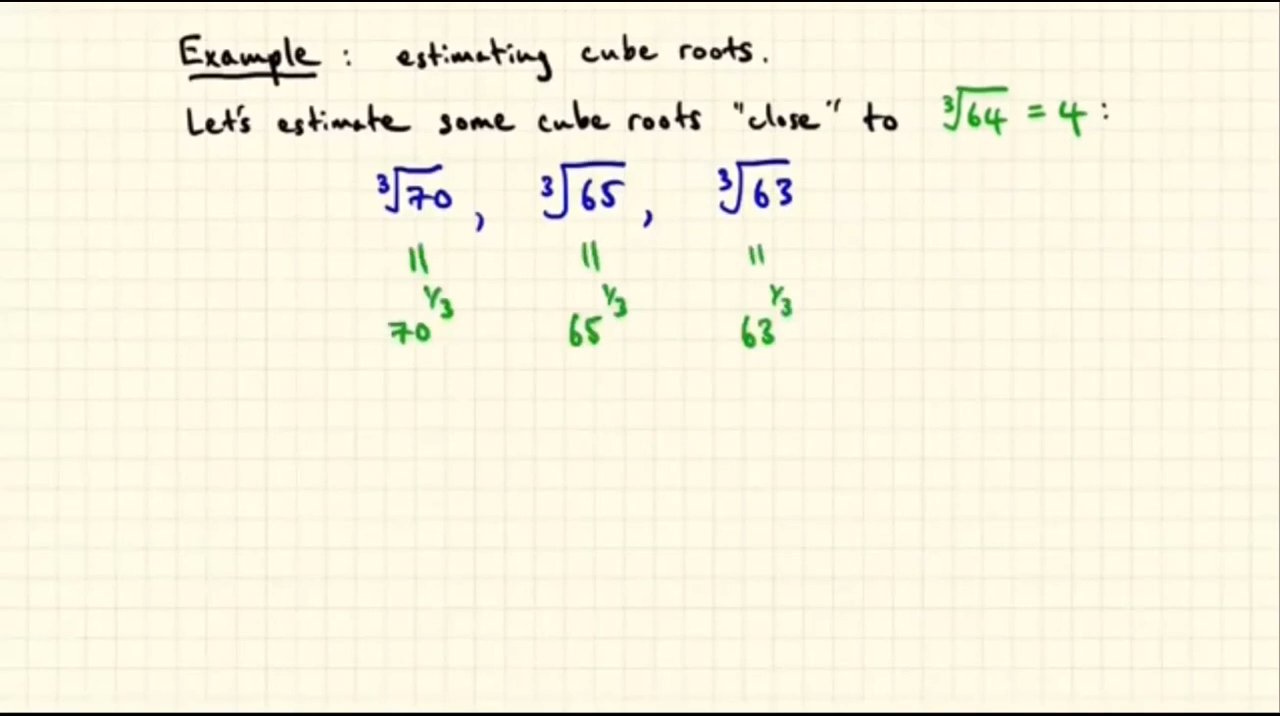 Example : estimating cube roots.
Let's estimate some cube roots "close" to ∛64 = 4 :
∛70 , ∛65 , ∛63
|| || ||
70^1/3 65^1/3 63^1/3